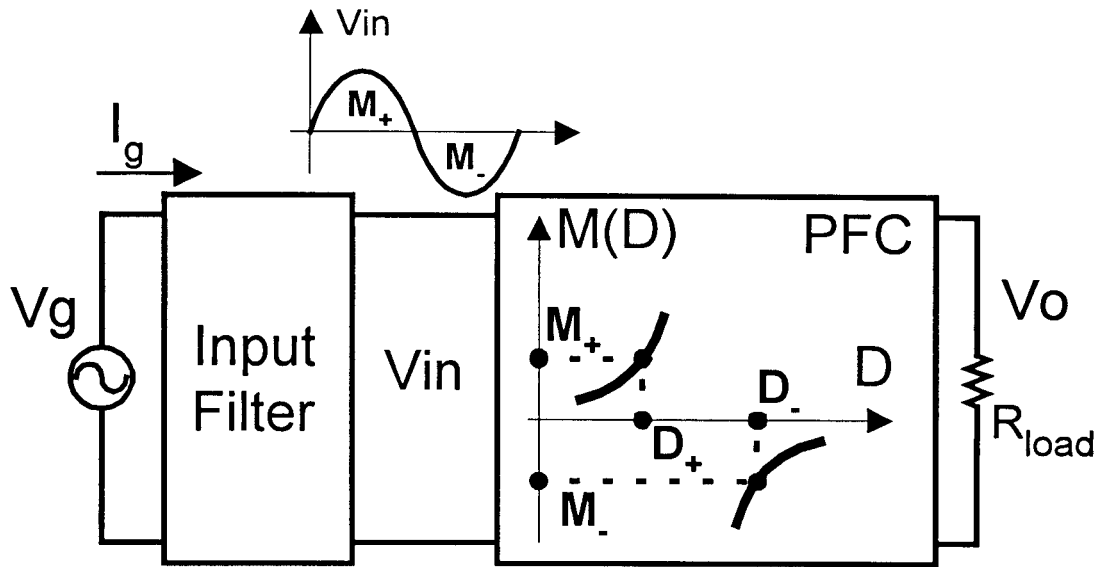 Vin
M+
M-
Ig
M(D)
PFC
Vg
Input
Filter
Vin
M+
D
D-
D+
M-
Vo
Rload